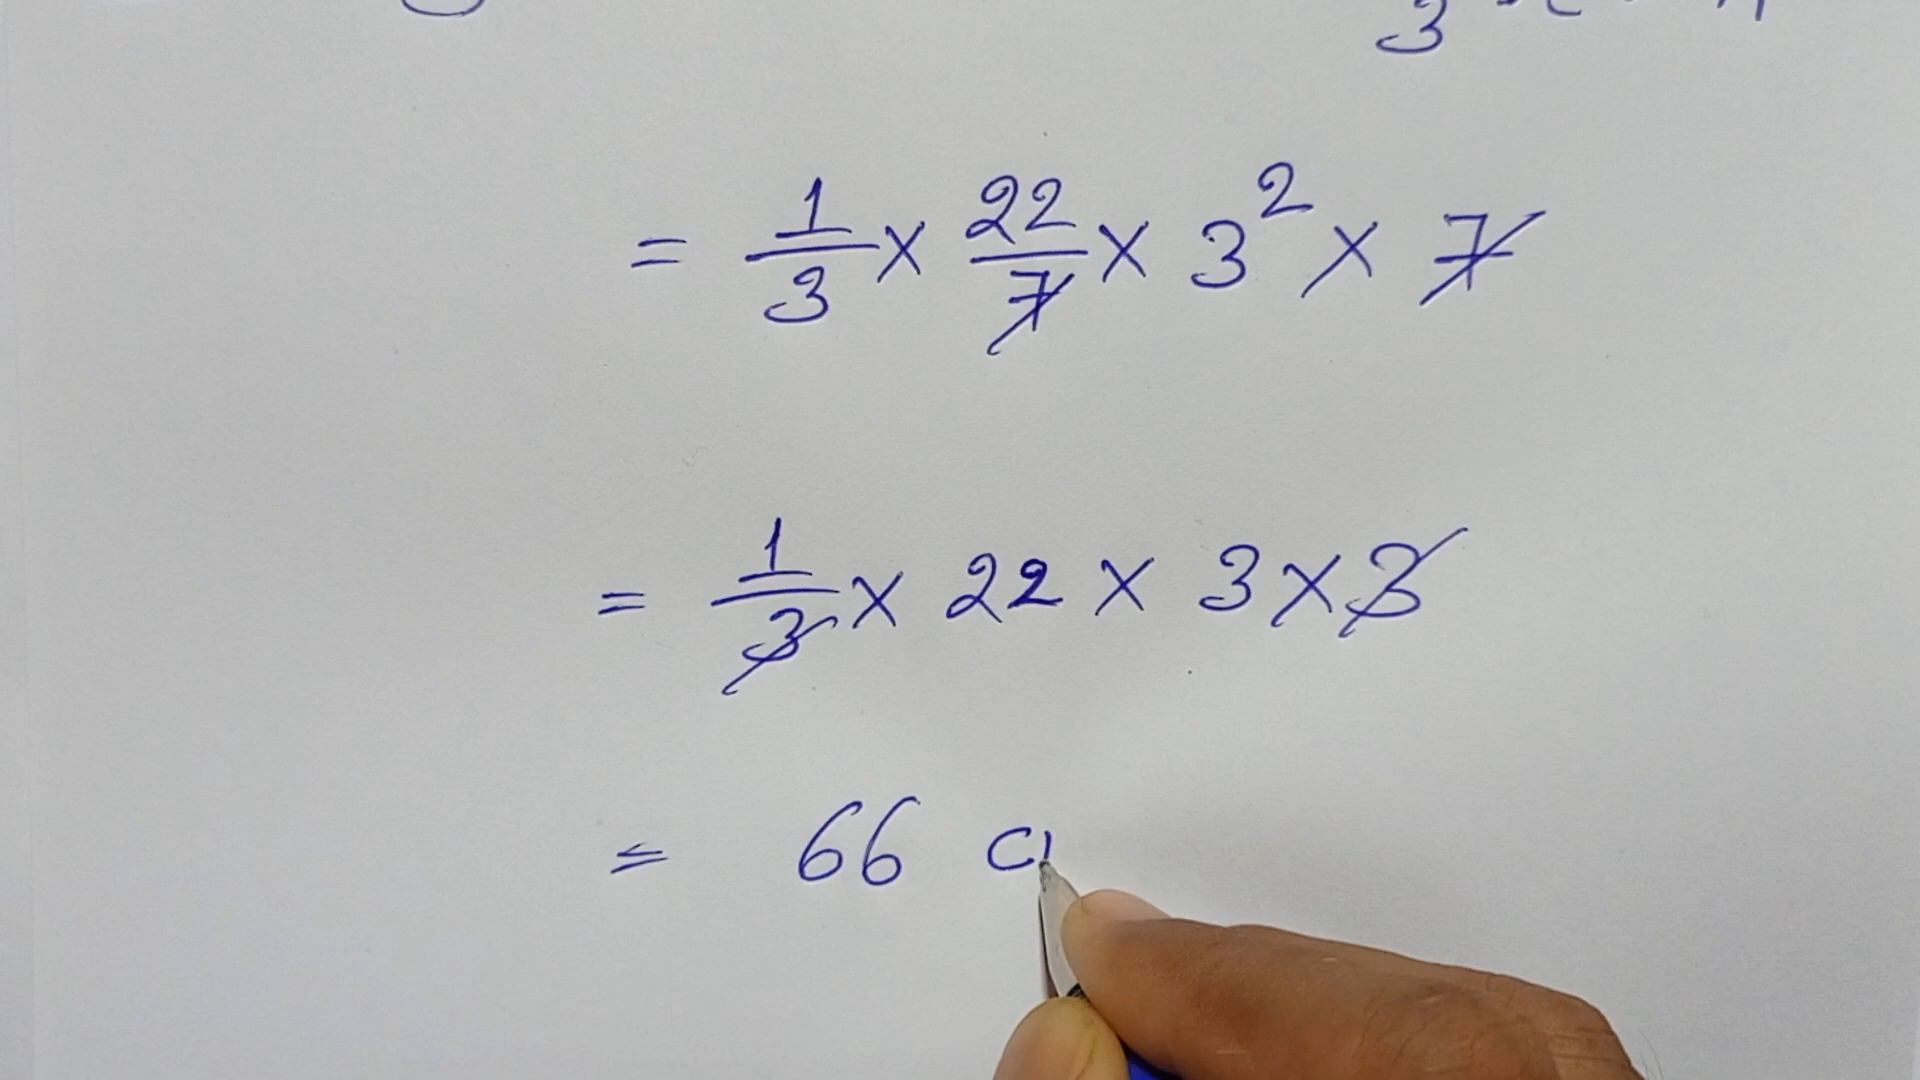 = 1/3 × 22/7 × 3² × 7
= 1/3 × 22 × 3 × 3
= 66 c